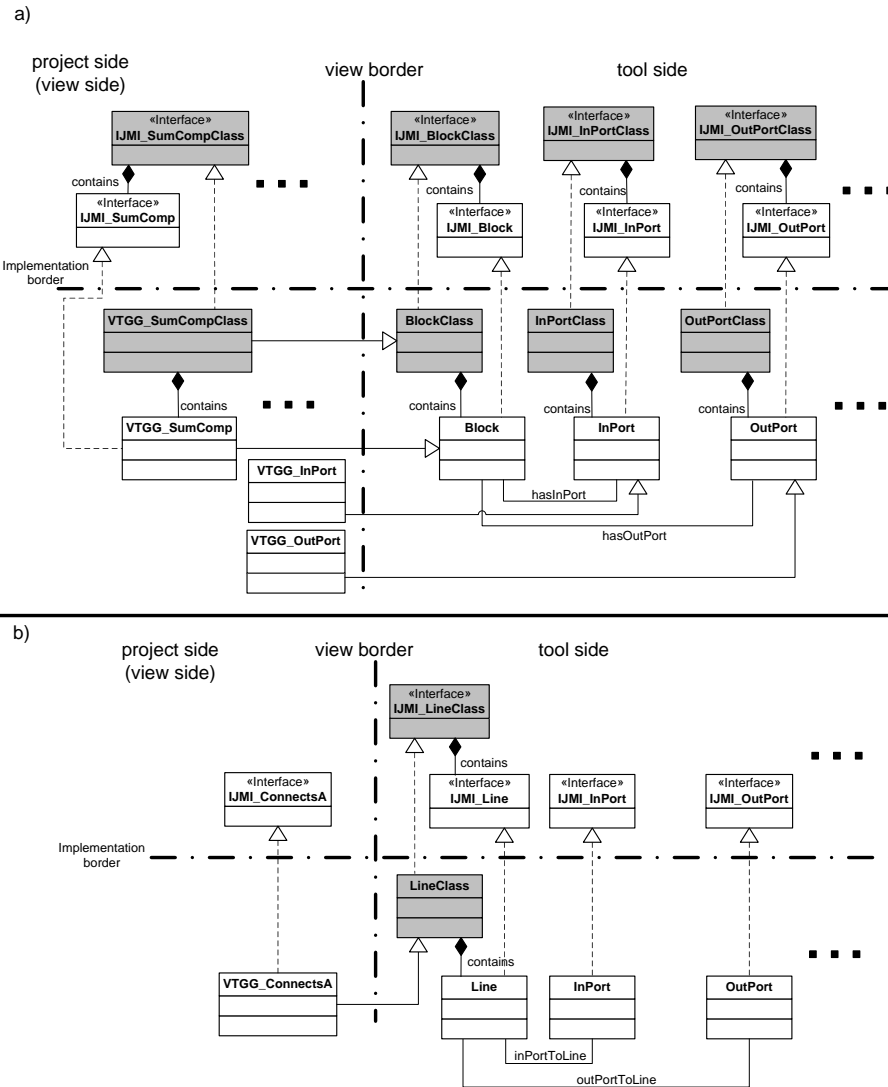 a)
project side
(view side)
view border
tool side
«Interface»
IJMI_SumCompClass
«Interface»
IJMI_BlockClass
«Interface»
IJMI_InPortClass
«Interface»
IJMI_OutPortClass
contains
contains
contains
contains
«Interface»
IJMI_SumComp
«Interface»
IJMI_Block
«Interface»
IJMI_InPort
«Interface»
IJMI_OutPort
Implementation
border
VTGG_SumCompClass
BlockClass
InPortClass
OutPortClass
contains
contains
contains
contains
VTGG_SumComp
Block
InPort
OutPort
VTGG_InPort
hasInPort
hasOutPort
VTGG_OutPort
b)
project side
(view side)
view border
tool side
«Interface»
IJMI_LineClass
contains
«Interface»
IJMI_ConnectsA
«Interface»
IJMI_Line
«Interface»
IJMI_InPort
«Interface»
IJMI_OutPort
Implementation
border
LineClass
contains
VTGG_ConnectsA
Line
InPort
OutPort
inPortToLine
outPortToLine